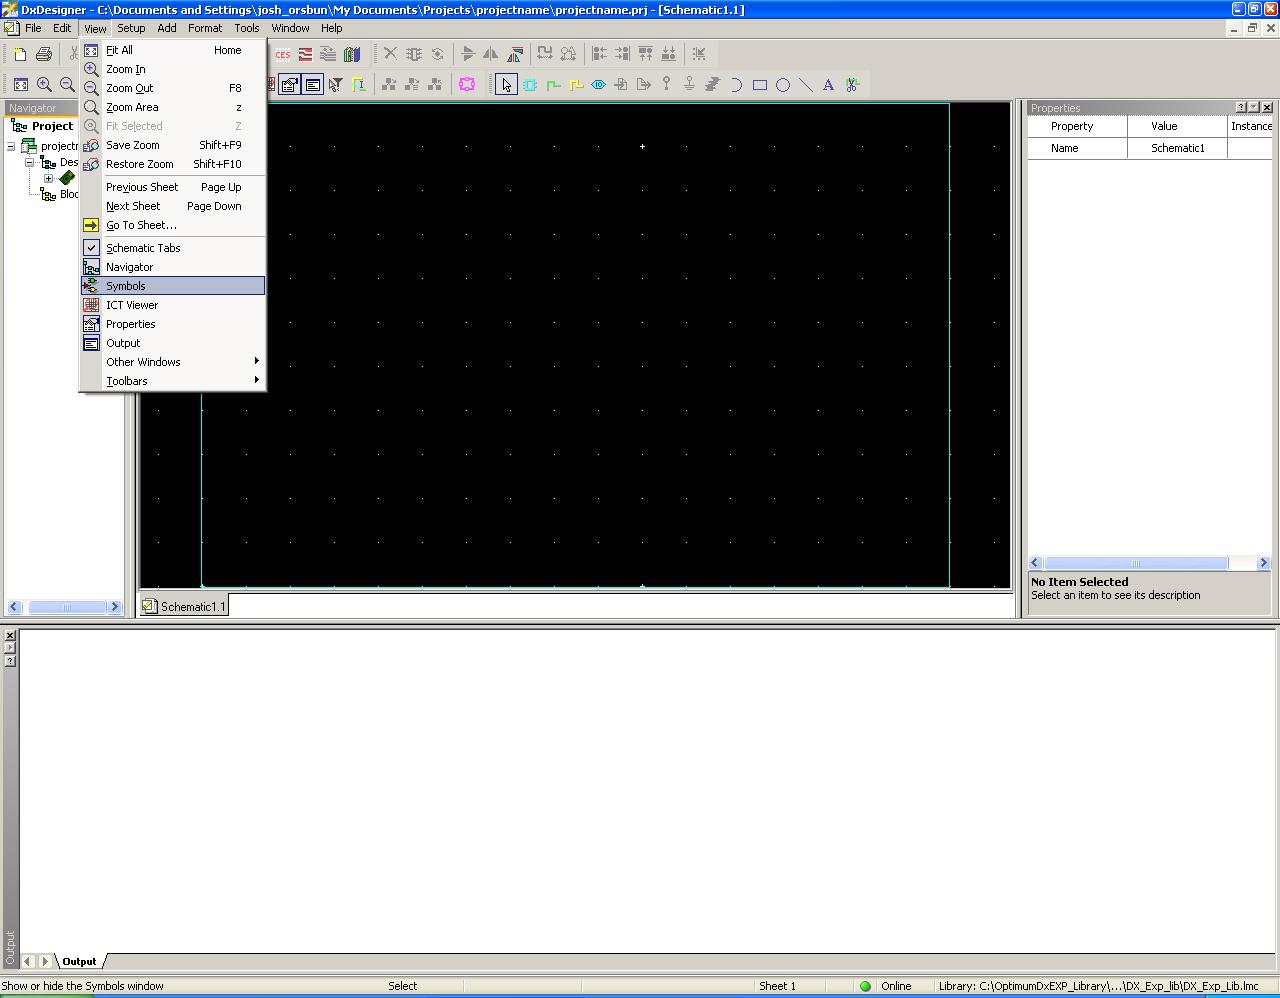 DxDesigner - C:\Documents and Settings\josh_orsbun\My Documents\Projects\projectname\projectname.prj - [Schematic1.1]
File Edit View Setup Add Format Tools Window Help
Fit All Home
Zoom In
Zoom Out F8
Zoom Area z
Fit Selected Z
Save Zoom Shift+F9
Restore Zoom Shift+F10
Previous Sheet Page Up
Next Sheet Page Down
Go To Sheet...
Schematic Tabs
Navigator
Symbols
ICT Viewer
Properties
Output
Other Windows
Toolbars
CES
A
Navigator
Project
projectn
Des
Bloc
Schematic1.1
Properties
Property Value Instance
Name Schematic1
No Item Selected
Select an item to see its description
Output
Output
Show or hide the Symbols window Select Sheet 1 Online Library: C:\OptimumDxEXP_Library\...\DX_Exp_lib\DX_Exp_Lib.lmc